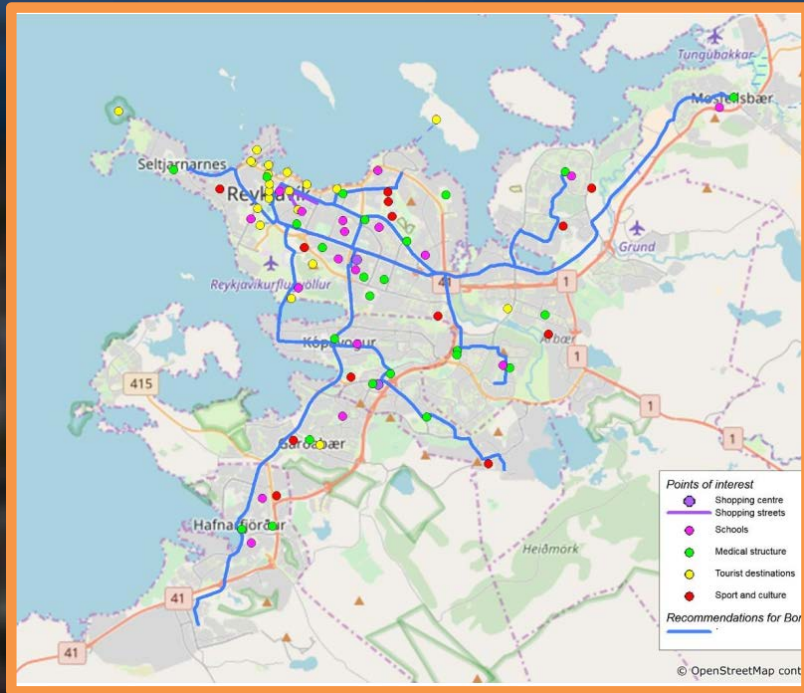 Tungubakkar
Mosfellsbær
Seltjarnarnes
Reykjavík
Grund
Reykjavíkurflugvöllur
41
1
Kópavogur
Árbær
1
415
1
1
Garðabær
Hafnarfjörður
Heiðmörk
41
41
Points of interest
Shopping centre
Shopping streets
Schools
Medical structure
Tourist destinations
Sport and culture
Recommendations for Bor
© OpenStreetMap cont